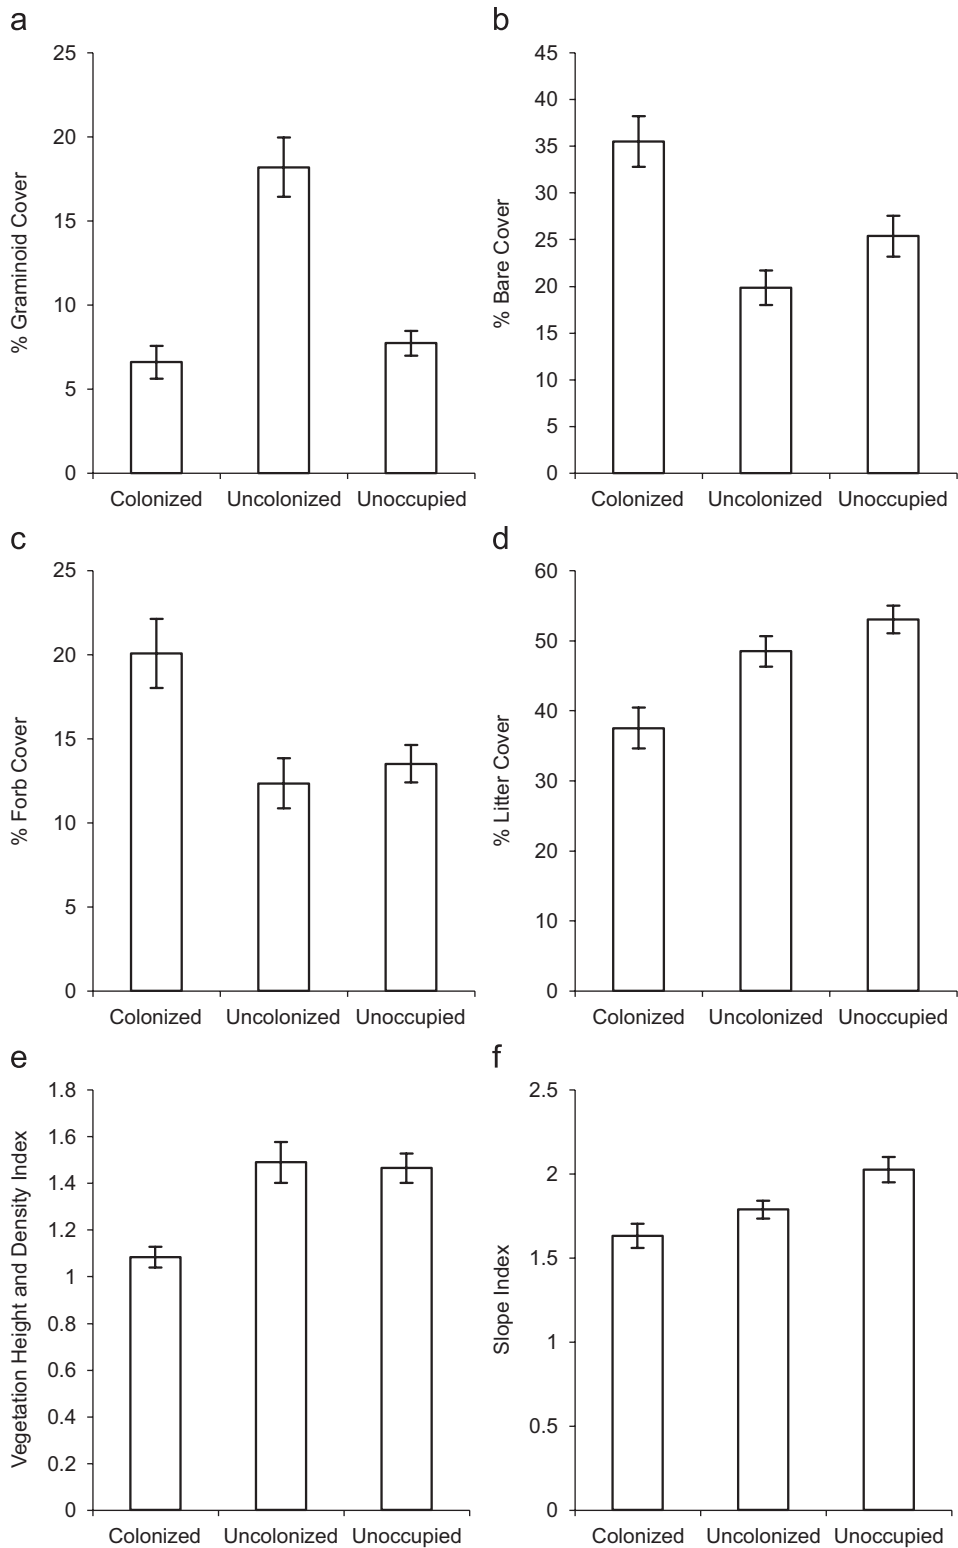 a
% Graminoid Cover
25
20
15
10
5
0
Colonized Uncolonized Unoccupied
b
% Bare Cover
45
40
35
30
25
20
15
10
5
0
Colonized Uncolonized Unoccupied
c
% Forb Cover
25
20
15
10
5
0
Colonized Uncolonized Unoccupied
d
% Litter Cover
60
50
40
30
20
10
0
Colonized Uncolonized Unoccupied
e
Vegetation Height and Density Index
1.8
1.6
1.4
1.2
1
0.8
0.6
0.4
0.2
0
Colonized Uncolonized Unoccupied
f
Slope Index
2.5
2
1.5
1
0.5
0
Colonized Uncolonized Unoccupied